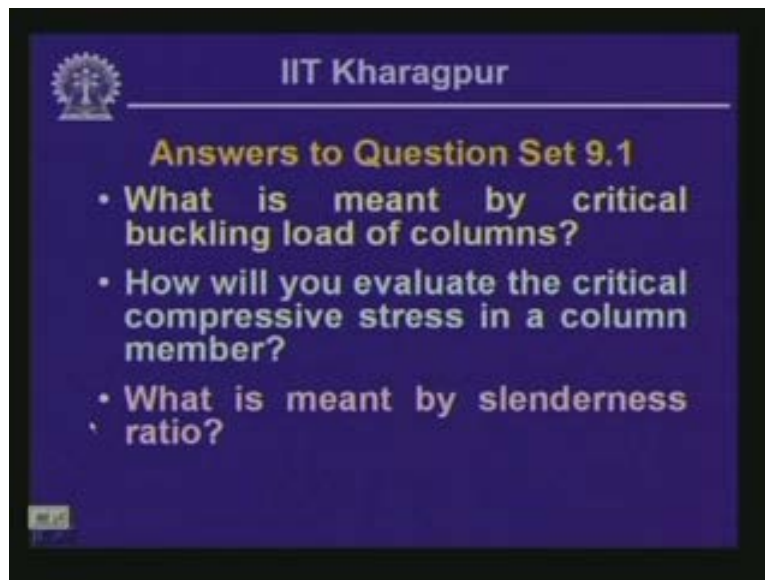 IIT Kharagpur
Answers to Question Set 9.1
• What is meant by critical
buckling load of columns?
• How will you evaluate the critical
compressive stress in a column
member?
• What is meant by slenderness
ratio?